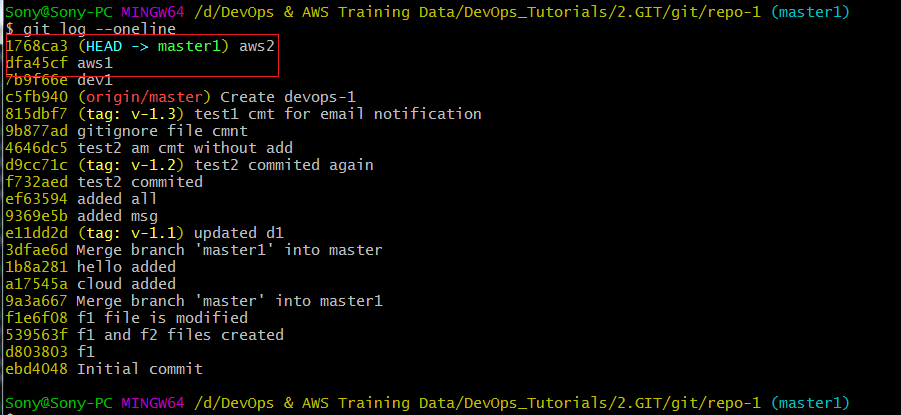 Sony@Sony-PC MINGW64 /d/DevOps & AWS Training Data/DevOps_Tutorials/2.GIT/git/repo-1 (master1)
$ git log --oneline
1768ca3 (HEAD -> master1) aws2
dfa45cf aws1
7b9f66e dev1
c5fb940 (origin/master) Create devops-1
815dbf7 (tag: v-1.3) test1 cmt for email notification
9b877ad gitignore file cmnt
4646dc5 test2 am cmt without add
d9cc71c (tag: v-1.2) test2 commited again
f732aed test2 commited
ef63594 added all
9369e5b added msg
e11dd2d (tag: v-1.1) updated d1
3dfae6d Merge branch 'master1' into master
1b8a281 hello added
a17545a cloud added
9a3a667 Merge branch 'master' into master1
f1e6f08 f1 file is modified
539563f f1 and f2 files created
d803803 f1
ebd4048 Initial commit
Sony@Sony-PC MINGW64 /d/DevOps & AWS Training Data/DevOps_Tutorials/2.GIT/git/repo-1 (master1)